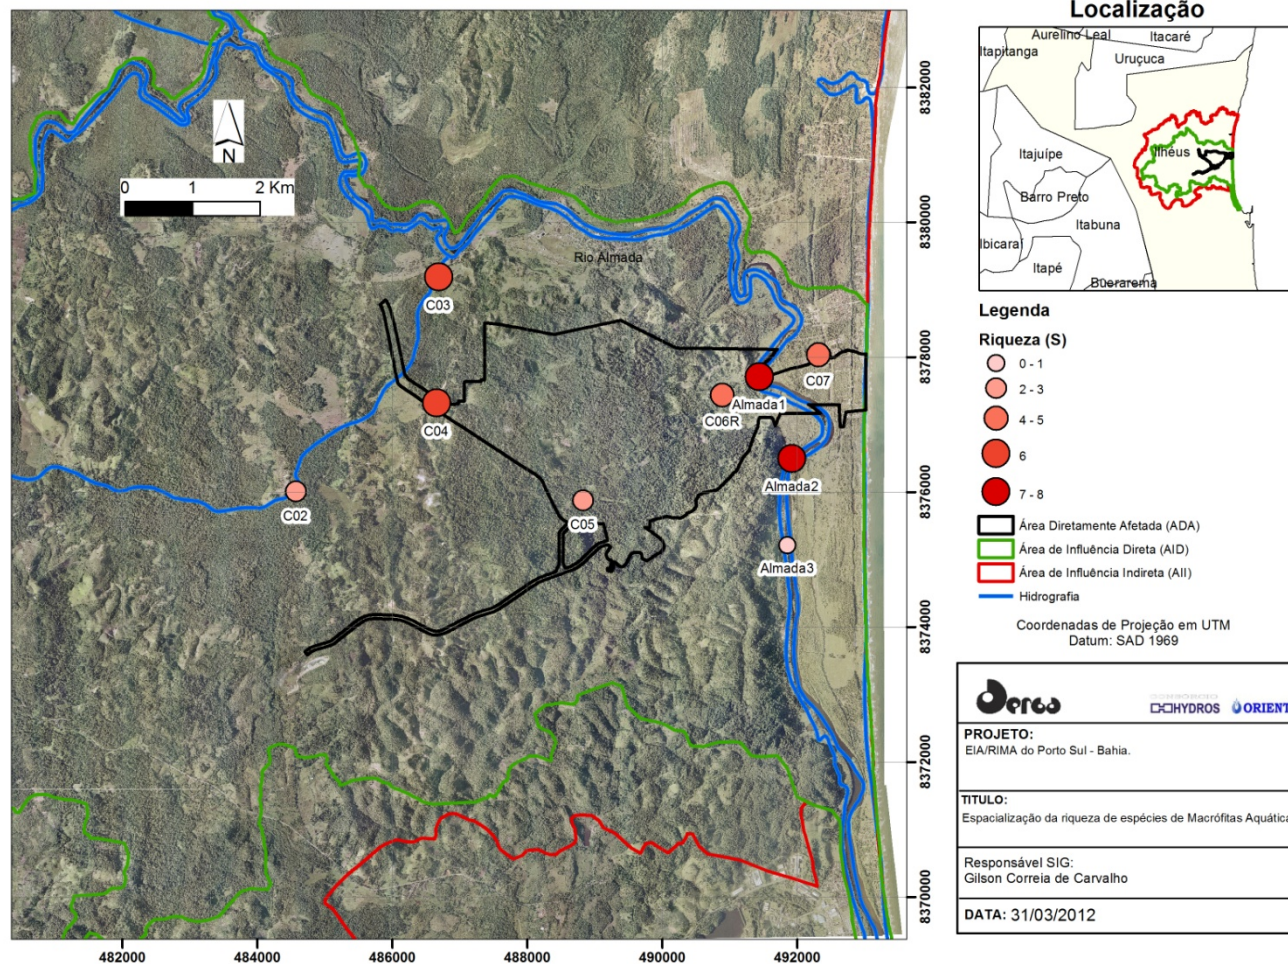 N
0 1 2 Km
Rio Almada
C03
C07
Almada1
C06R
C04
Almada2
C05
C02
Almada3
8382000
8380000
8378000
8376000
8374000
8372000
8370000
482000 484000 486000 488000 490000 492000
Localização
Aurelino Leal
Itacaré
Itapitanga
Uruçuca
Itajuípe
Ilhéus
Barro Preto
Itabuna
Ibicaraí
Itapé
Buerarema
Legenda
Riqueza (S)
0 - 1
2 - 3
4 - 5
6
7 - 8
Área Diretamente Afetada (ADA)
Área de Influência Direta (AID)
Área de Influência Indireta (AII)
Hidrografia
Coordenadas de Projeção em UTM
Datum: SAD 1969
Derba
HYDROS ORIENT
PROJETO:
EIA/RIMA do Porto Sul - Bahia.
TITULO:
Espacialização da riqueza de espécies de Macrófitas Aquática
Responsável SIG:
Gilson Correia de Carvalho
DATA: 31/03/2012